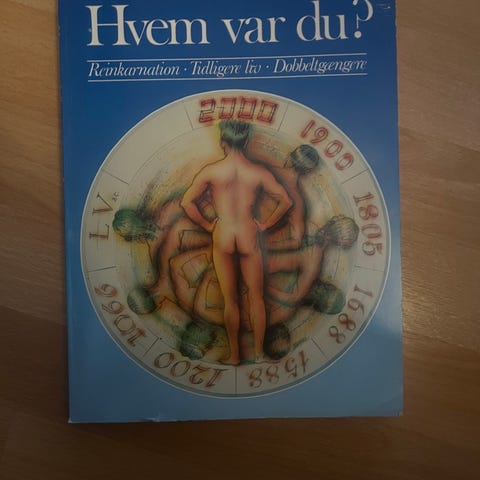 Hvem var du?
Reinkarnation · Tidligere liv · Dobbeltgængere
2000
1900
1805
1688
1588
1200
1066
LV